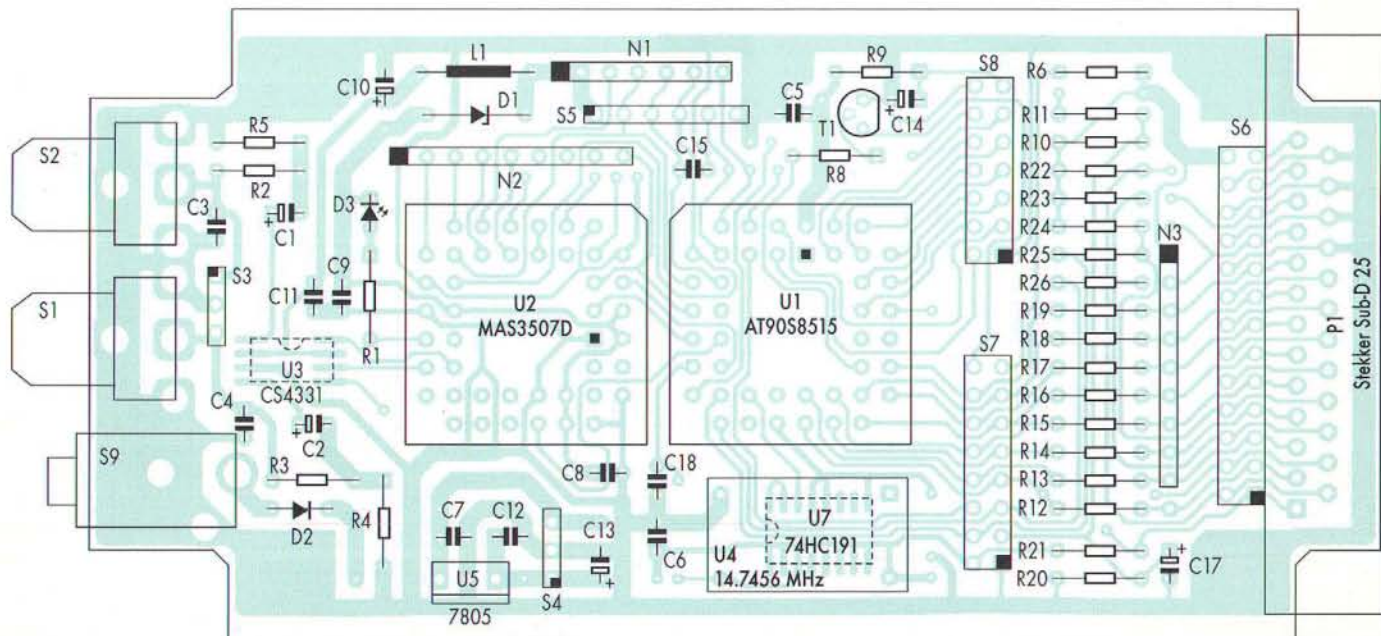 L1
N1
R9
S8
R6
C10
D1
S5
C5
T1
C14
R11
S6
S2
R5
R10
R2
N2
C15
R8
R22
C3
C1
D3
R23
R24
N3
R25
S3
C11
C9
R26
S1
U2
MAS3507D
U1
AT90S8515
R19
R18
P1
Stekker Sub-D 25
U3
CS4331
R1
S7
R17
R16
C4
C2
R15
S9
R3
C8
C18
R14
R13
D2
R4
C7
C12
C13
C6
U7
74HC191
R12
U4
14.7456 MHz
R21
C17
U5
7805
S4
R20